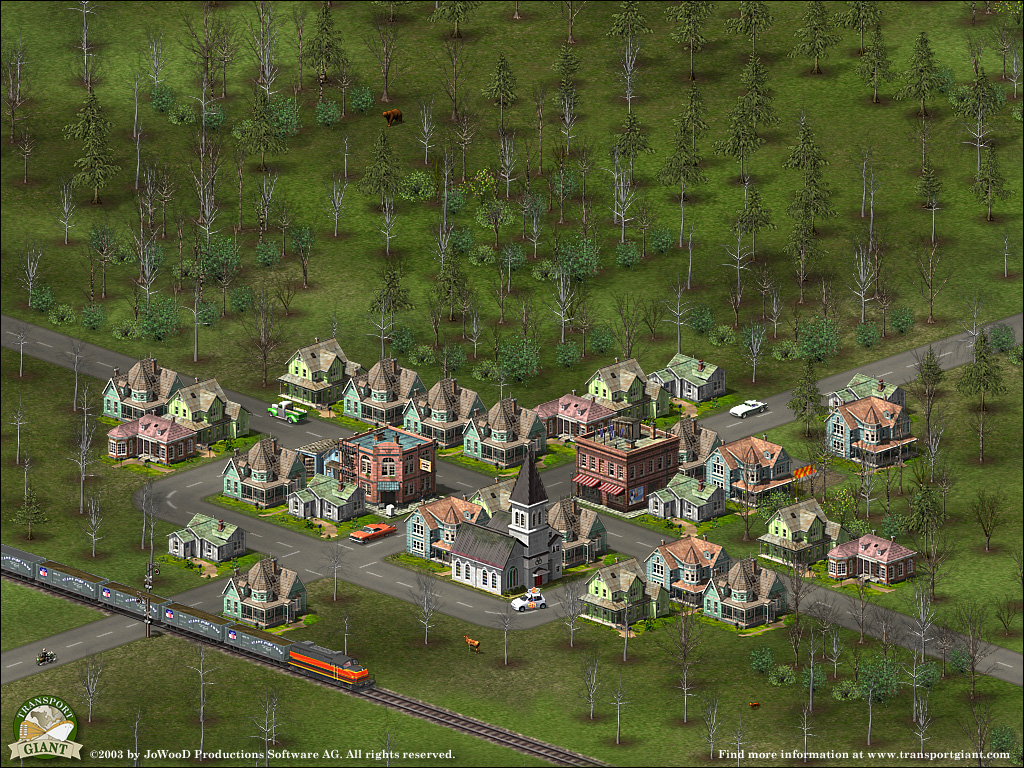 TRANSPORT
GIANT
©2003 by JoWooD Productions Software AG. All rights reserved.
Find more information at www.transportgiant.com